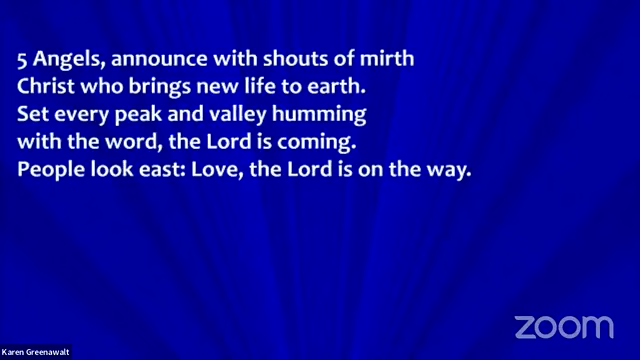 5 Angels, announce with shouts of mirth
Christ who brings new life to earth.
Set every peak and valley humming
with the word, the Lord is coming.
People look east: Love, the Lord is on the way.
zoom
Karen Greenawalt